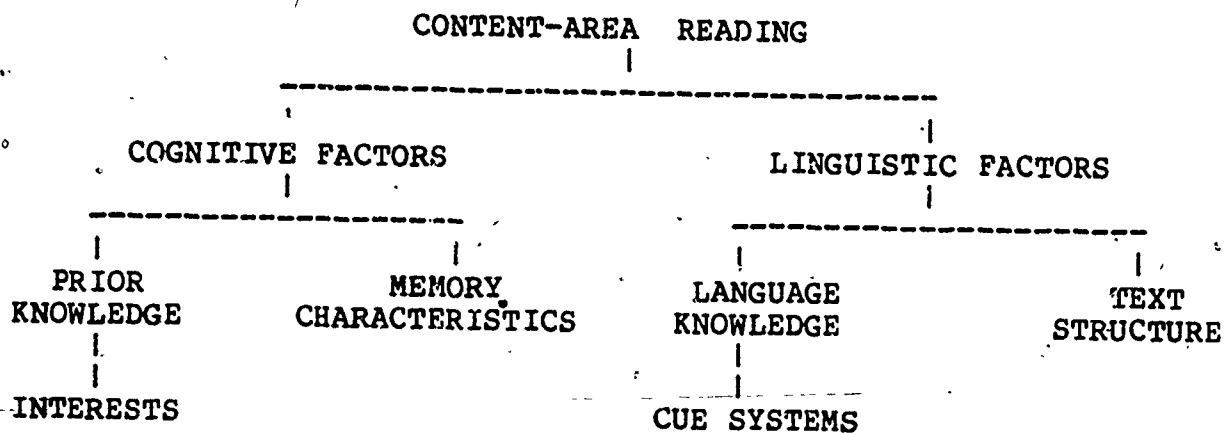 CONTENT-AREA READING
COGNITIVE FACTORS
LINGUISTIC FACTORS
PRIOR
KNOWLEDGE
MEMORY
CHARACTERISTICS
LANGUAGE
KNOWLEDGE
TEXT
STRUCTURE
INTERESTS
CUE SYSTEMS